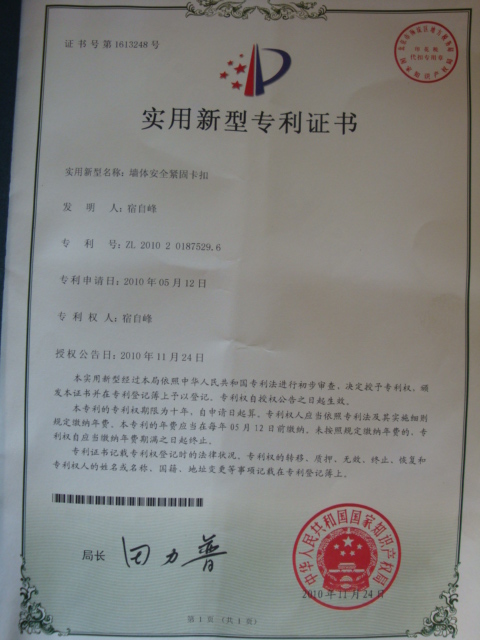 证书号第1613248号
实用新型专利证书
实用新型名称：墙体安全紧固卡扣
发 明 人：宿自峰
专 利 号：ZL 2010 2 0187529.6
专利申请日：2010年05月12日
专 利 权 人：宿自峰
授权公告日：2010年11月24日
本实用新型经过本局依照中华人民共和国专利法进行初步审查，决定授予专利权，颁
发本证书并在专利登记簿上予以登记。专利权自授权公告之日起生效。
本专利的专利权期限为十年，自申请日起算。专利权人应当依照专利法及其实施细则
规定缴纳年费。本专利的年费应当在每年05月12日前缴纳。未按照规定缴纳年费的，专
利权自应当缴纳年费期满之日起终止。
专利证书记载专利权登记时的法律状况。专利权的转移、质押、无效、终止、恢复和
专利权人的姓名或名称、国籍、地址变更等事项记载在专利登记簿上。
局长 田力普
中华人民共和国国家知识产权局
2010年11月24日
第1页（共1页）